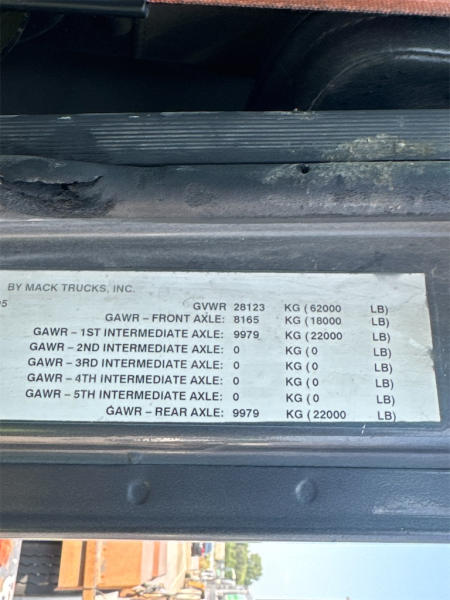 BY MACK TRUCKS, INC.
05 GVWR 28123 KG ( 62000 LB)
GAWR – FRONT AXLE: 8165 KG ( 18000 LB)
GAWR – 1ST INTERMEDIATE AXLE: 9979 KG ( 22000 LB)
GAWR – 2ND INTERMEDIATE AXLE: 0 KG ( 0 LB)
GAWR – 3RD INTERMEDIATE AXLE: 0 KG ( 0 LB)
GAWR – 4TH INTERMEDIATE AXLE: 0 KG ( 0 LB)
GAWR – 5TH INTERMEDIATE AXLE: 0 KG ( 0 LB)
GAWR – REAR AXLE: 9979 KG ( 22000 LB)